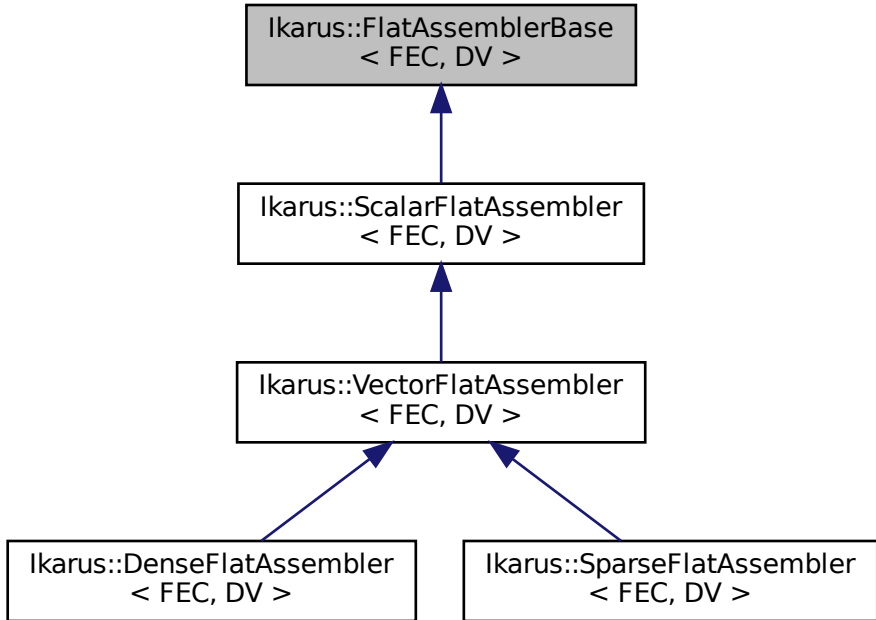 Ikarus::FlatAssemblerBase
< FEC, DV >
Ikarus::ScalarFlatAssembler
< FEC, DV >
Ikarus::VectorFlatAssembler
< FEC, DV >
Ikarus::DenseFlatAssembler
< FEC, DV >
Ikarus::SparseFlatAssembler
< FEC, DV >